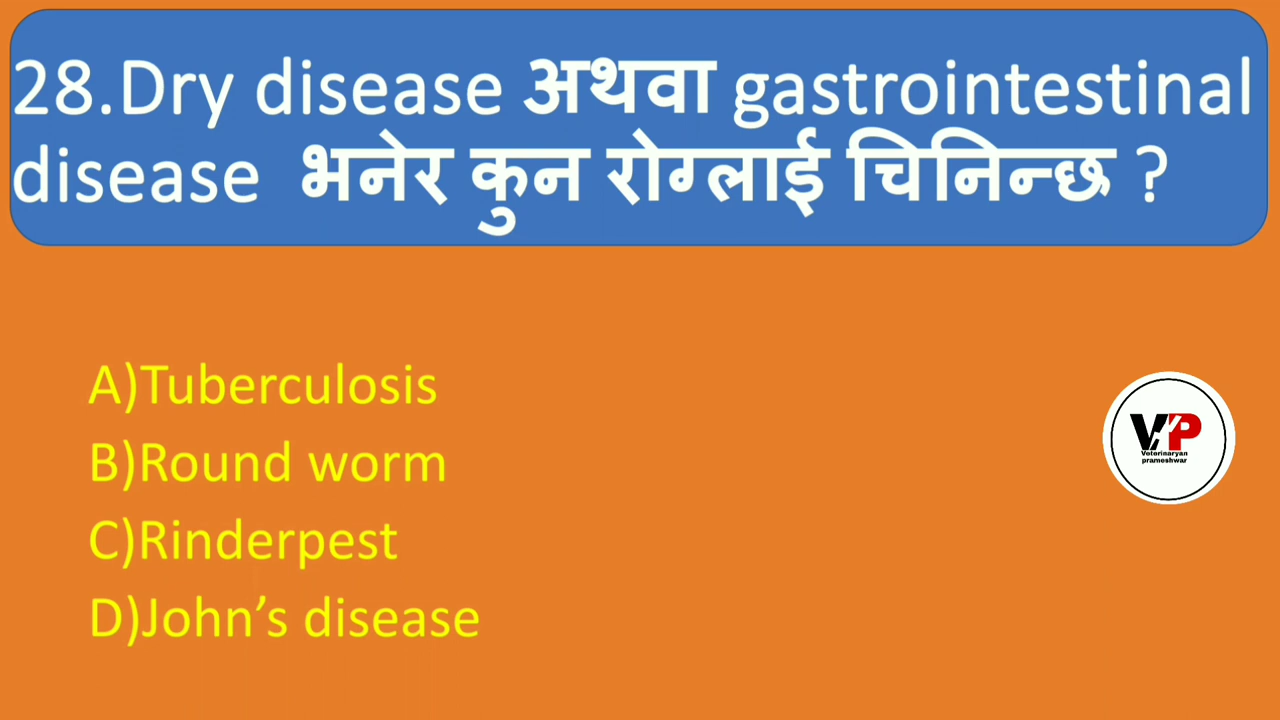 28.Dry disease अथवा gastrointestinal
disease भनेर कुन रोग्लाई चिनिन्छ ?
A)Tuberculosis
B)Round worm
C)Rinderpest
D)John’s disease
VP
Veterinaryan
prameshwar